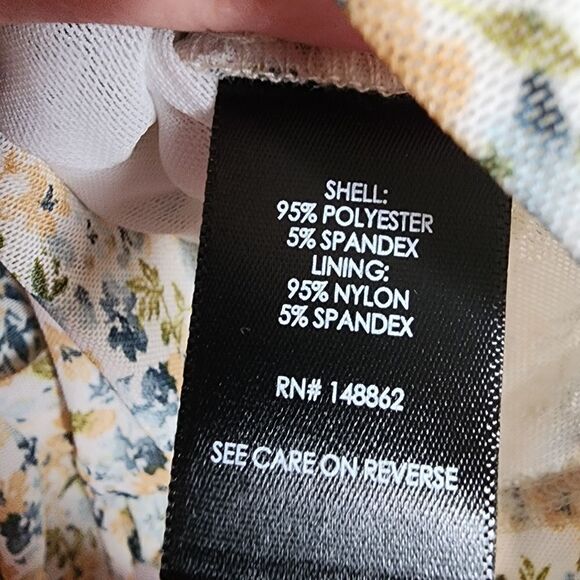 SHELL:
95% POLYESTER
5% SPANDEX
LINING:
95% NYLON
5% SPANDEX
RN# 148862
SEE CARE ON REVERSE